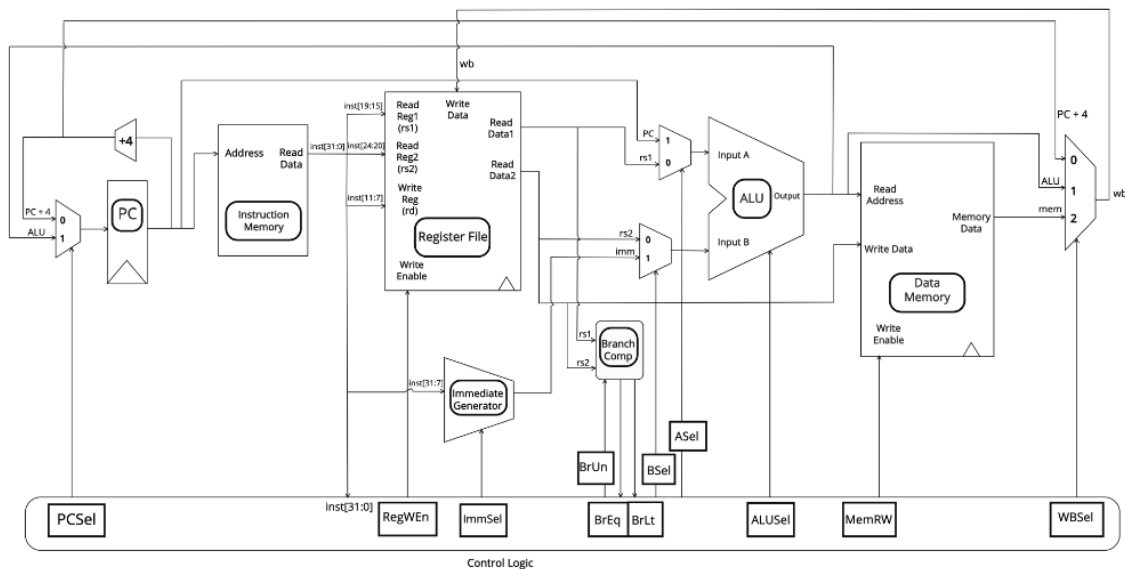 wb
inst[19:15]
Read
Reg1
(rs1)
Write
Data
Read
Data1
PC
1
rs1
0
PC + 4
+4
Address
Read
Data
inst[31:0]
inst[24:20]
Read
Reg2
(rs2)
Read
Data2
Input A
ALU
Output
Read
Address
0
ALU
1
wb
mem
2
PC
Instruction
Memory
inst[11:7]
Write
Reg
(rd)
Register File
PC + 4
0
ALU
1
rs2
0
imm
1
Input B
Memory
Data
Write Data
Write
Enable
Data
Memory
Write
Enable
rs1
rs2
Branch
Comp
inst[31:7]
Immediate
Generator
ASel
BrUn
BSel
inst[31:0]
PCSel
RegWEn
ImmSel
BrEq
BrLt
ALUSel
MemRW
WBSel
Control Logic